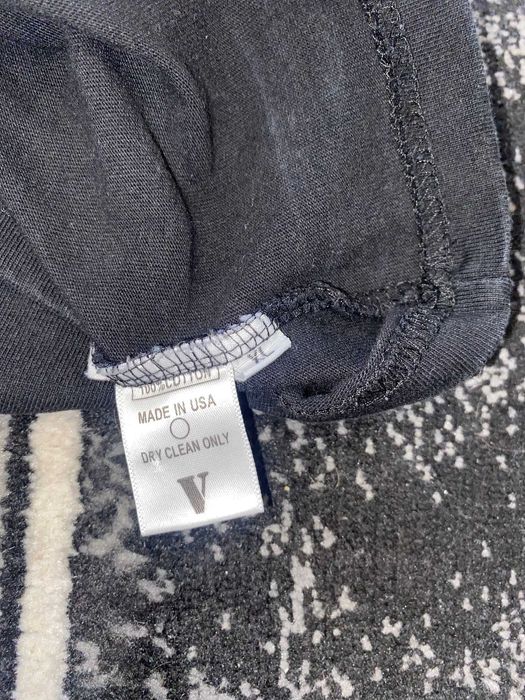 100%COTTON
MADE IN USA
DRY CLEAN ONLY
V